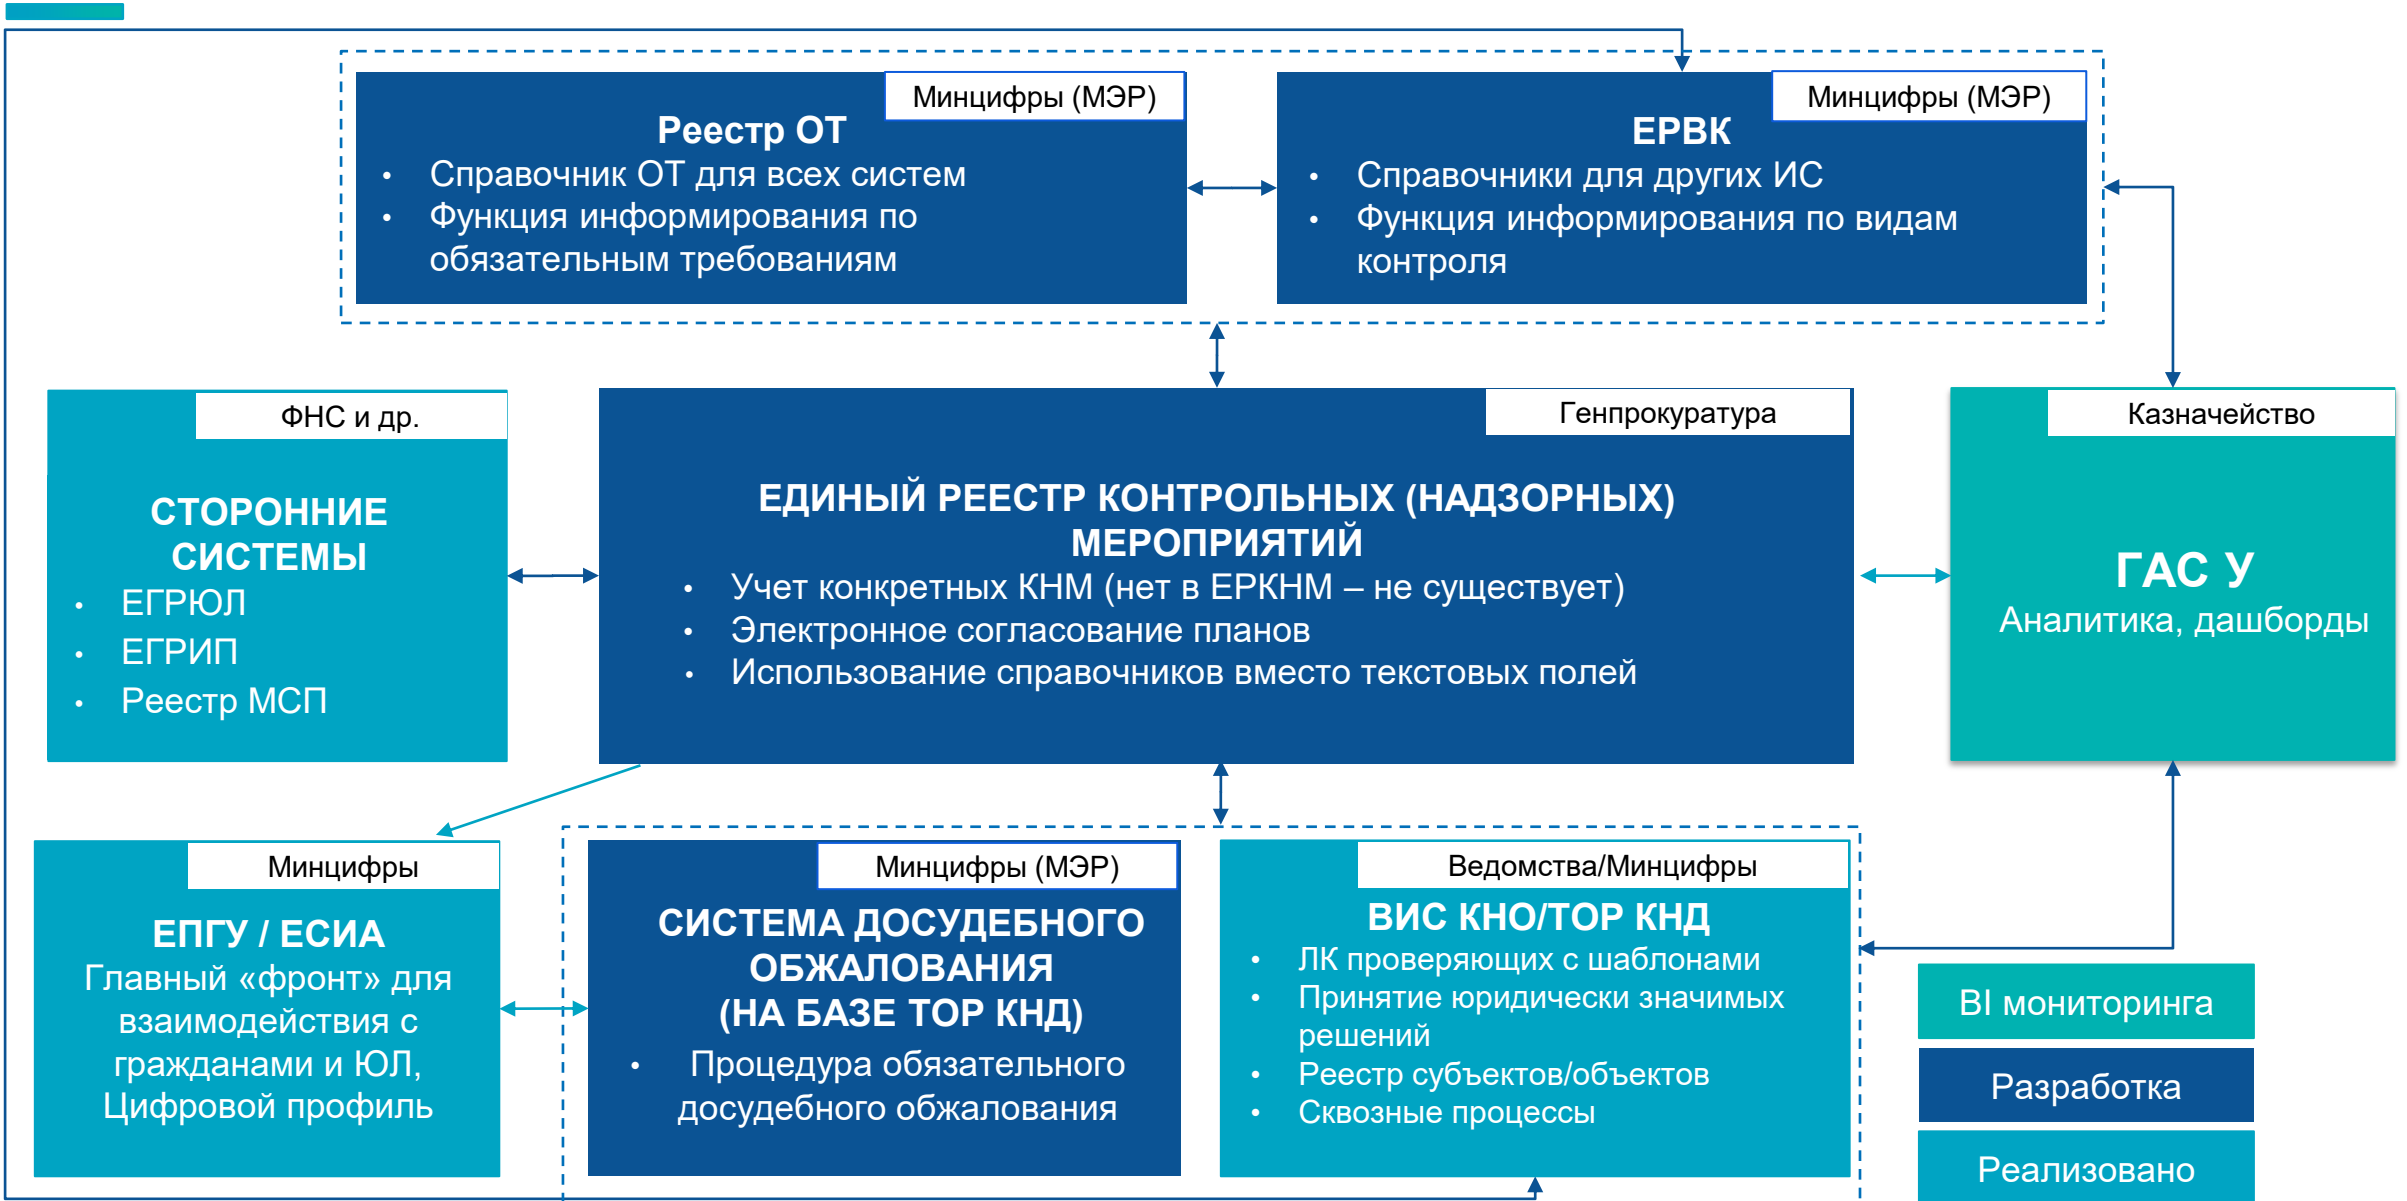 Минцифры (МЭР)
Реестр ОТ
• Справочник ОТ для всех систем
• Функция информирования по
обязательным требованиям
Минцифры (МЭР)
ЕРВК
• Справочники для других ИС
• Функция информирования по видам
контроля
ФНС и др.
СТОРОННИЕ
СИСТЕМЫ
• ЕГРЮЛ
• ЕГРИП
• Реестр МСП
Генпрокуратура
ЕДИНЫЙ РЕЕСТР КОНТРОЛЬНЫХ (НАДЗОРНЫХ)
МЕРОПРИЯТИЙ
• Учет конкретных КНМ (нет в ЕРКНМ – не существует)
• Электронное согласование планов
• Использование справочников вместо текстовых полей
Казначейство
ГАС У
Аналитика, дашборды
Минцифры
ЕПГУ / ЕСИА
Главный «фронт» для
взаимодействия с
гражданами и ЮЛ,
Цифровой профиль
Минцифры (МЭР)
СИСТЕМА ДОСУДЕБНОГО
ОБЖАЛОВАНИЯ
(НА БАЗЕ ТОР КНД)
• Процедура обязательного
досудебного обжалования
Ведомства/Минцифры
ВИС КНО/ТОР КНД
• ЛК проверяющих с шаблонами
• Принятие юридически значимых
решений
• Реестр субъектов/объектов
• Сквозные процессы
BI мониторинга
Разработка
Реализовано